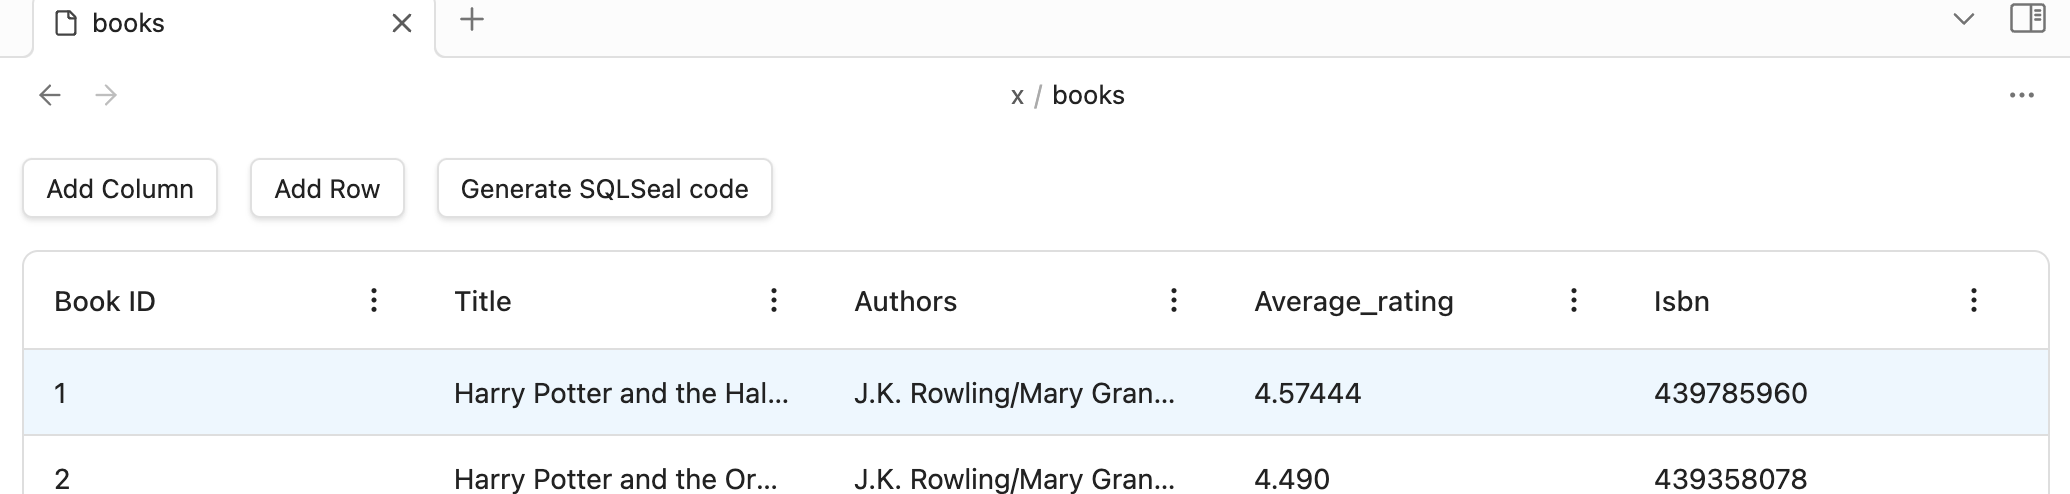 books
x / books
Add Column Add Row Generate SQLSeal code
Book ID Title Authors Average_rating Isbn
1 Harry Potter and the Hal... J.K. Rowling/Mary Gran... 4.57444 439785960
2 Harry Potter and the Or... J.K. Rowling/Mary Gran... 4.490 439358078